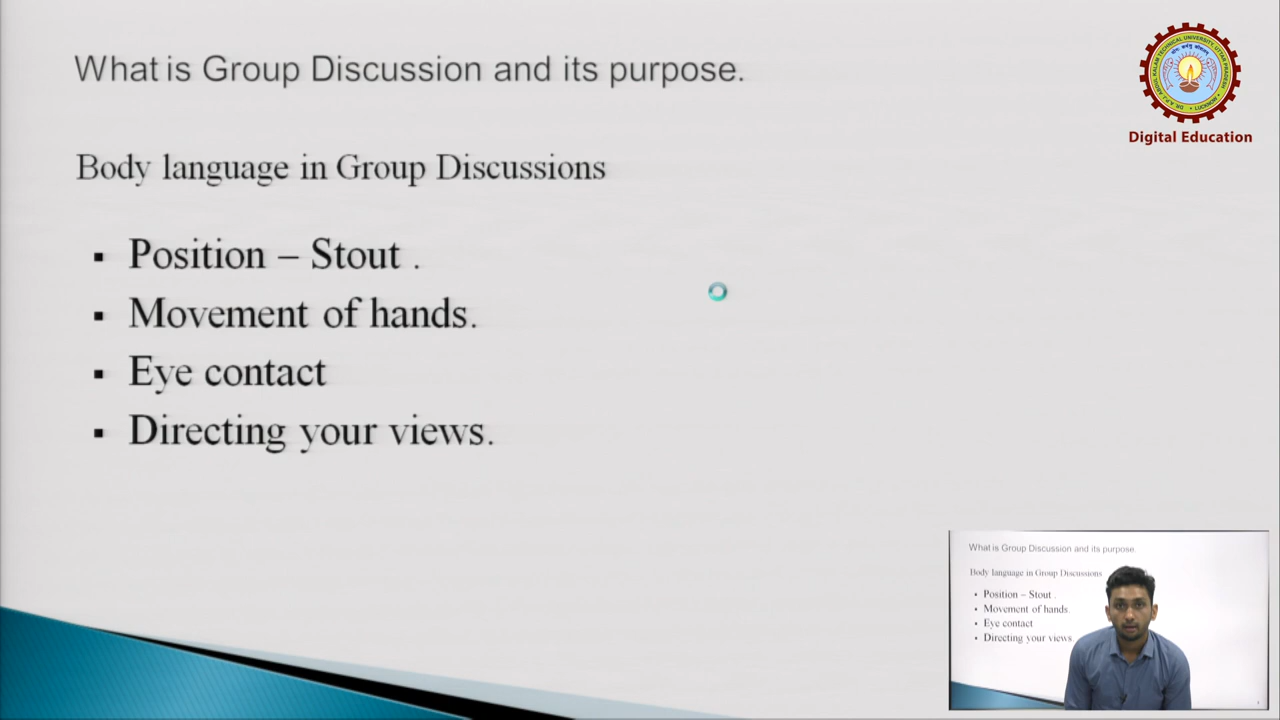 What is Group Discussion and its purpose.
Body language in Group Discussions
▪ Position – Stout .
▪ Movement of hands.
▪ Eye contact
▪ Directing your views.
Digital Education
What is Group Discussion and its purpose.
Body language in Group Discussions
▪ Position – Stout .
▪ Movement of hands.
▪ Eye contact
▪ Directing your views.